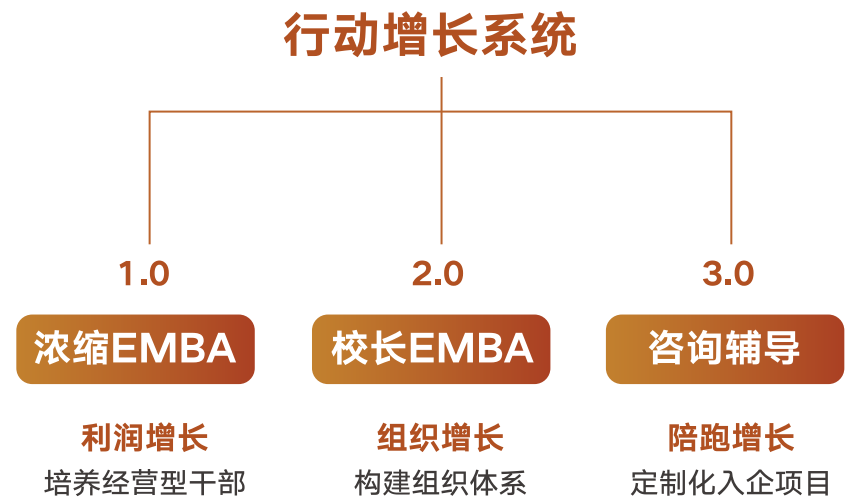 行动增长系统
1.0
2.0
3.0
浓缩EMBA
校长EMBA
咨询辅导
利润增长
组织增长
陪跑增长
培养经营型干部
构建组织体系
定制化入企项目